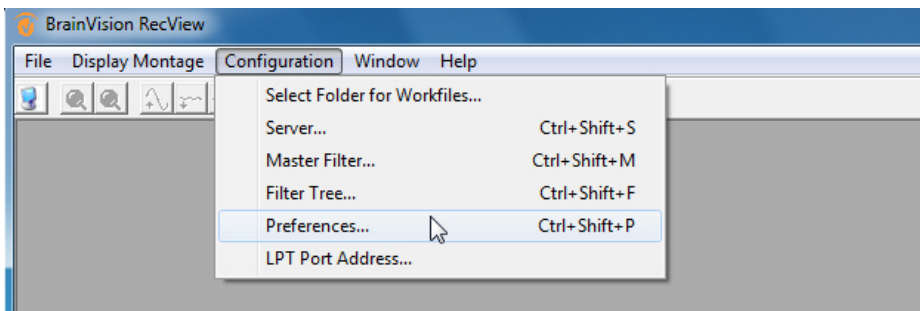 BrainVision RecView
File Display Montage Configuration Window Help
Select Folder for Workfiles...
Server... Ctrl+Shift+S
Master Filter... Ctrl+Shift+M
Filter Tree... Ctrl+Shift+F
Preferences... Ctrl+Shift+P
LPT Port Address...